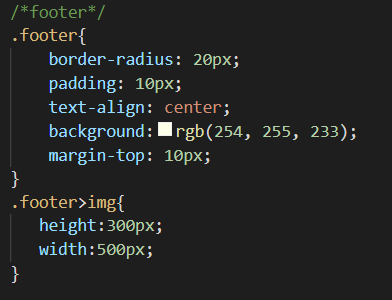 /*footer*/
.footer{
border-radius: 20px;
padding: 10px;
text-align: center;
background: rgb(254, 255, 233);
margin-top: 10px;
}
.footer>img{
height:300px;
width:500px;
}